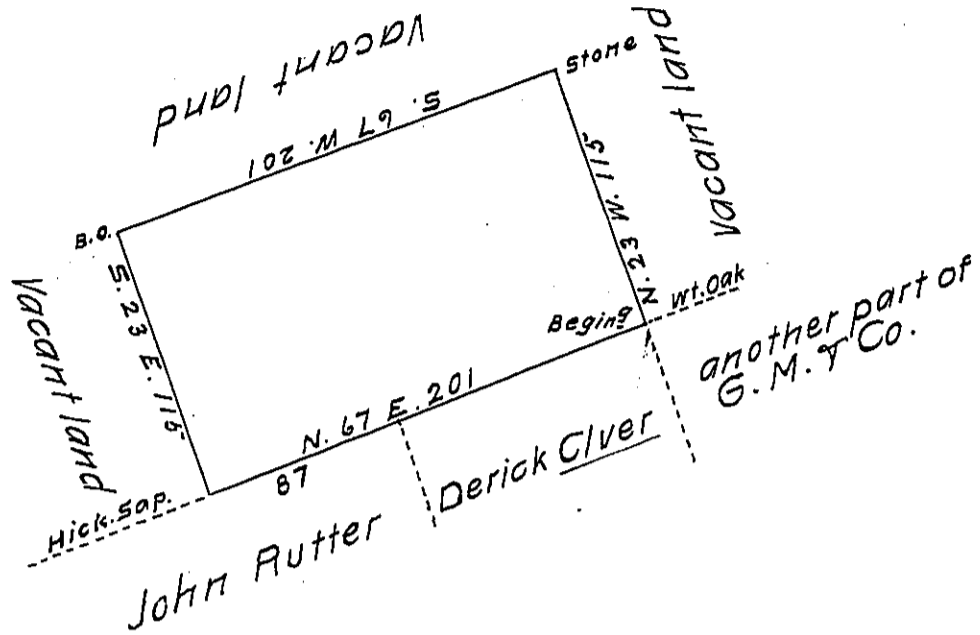 Vacant land
S. 67 W. 201
Stone
Vacant land
N. 23 W. 115
B.O.
S. 23 E. 115
Vacant land
Beging
Wt. Oak
another part of
G. M. & Co.
N. 67 E. 201
87
Derick Clver
Hick. Sap.
John Rutter